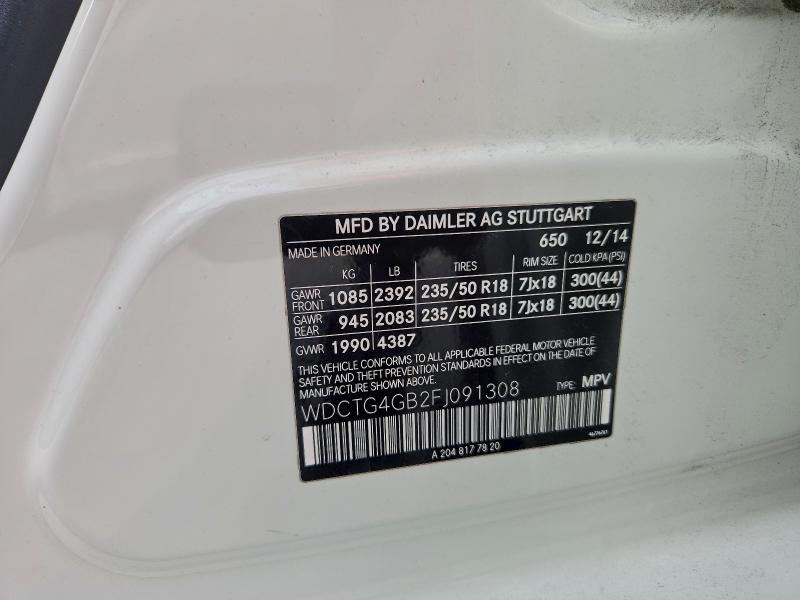 MFD BY DAIMLER AG STUTTGART
MADE IN GERMANY 650 12/14
KG LB TIRES RIM SIZE COLD KPA (PSI)
GAWR FRONT 1085 2392 235/50 R18 7Jx18 300(44)
GAWR REAR 945 2083 235/50 R18 7Jx18 300(44)
GVWR 1990 4387
THIS VEHICLE CONFORMS TO ALL APPLICABLE FEDERAL MOTOR VEHICLE
SAFETY AND THEFT PREVENTION STANDARDS IN EFFECT ON THE DATE OF
MANUFACTURE SHOWN ABOVE.
WDCTG4GB2FJ091308 TYPE: MPV
A 204 817 78 20